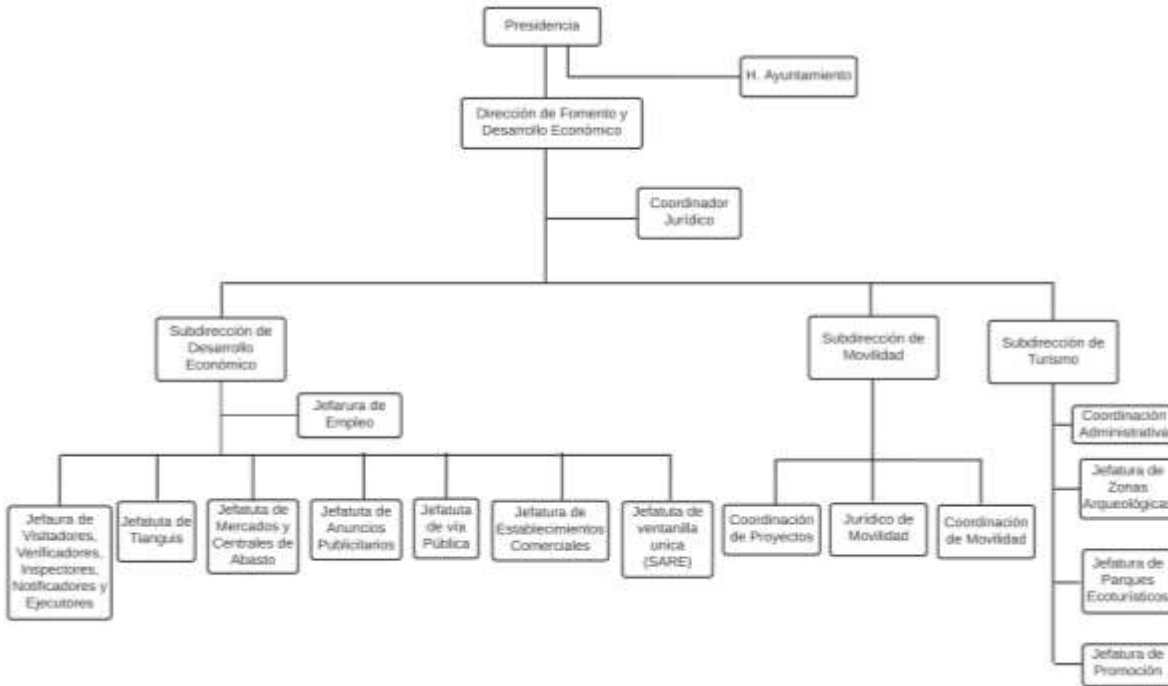 Presidencia
H. Ayuntamiento
Dirección de Fomento y
Desarrollo Económico
Coordinador
Jurídico
Subdirección de
Desarrollo
Económico
Subdirección de
Movilidad
Subdirección de
Turismo
Jefarura de
Empleo
Coordinación
Administrativa
Jefatura de
Zonas
Arqueológicas
Jefatura de
Parques
Ecoturísticos
Jefatura de
Promoción
Jefaura de
Visitadores,
Verificadores,
Inspectores,
Notificadores y
Ejecutores
Jefatuta de
Tianguis
Jefatuta de
Mercados y
Centrales de
Abasto
Jefatuta de
Anuncios
Publicitarios
Jefatuta
de vía
Pública
Jefatura de
Establecimientos
Comerciales
Jefatuta de
ventanilla
unica
(SARE)
Coordinación
de Proyectos
Jurídico de
Movilidad
Coordinación
de Movilidad